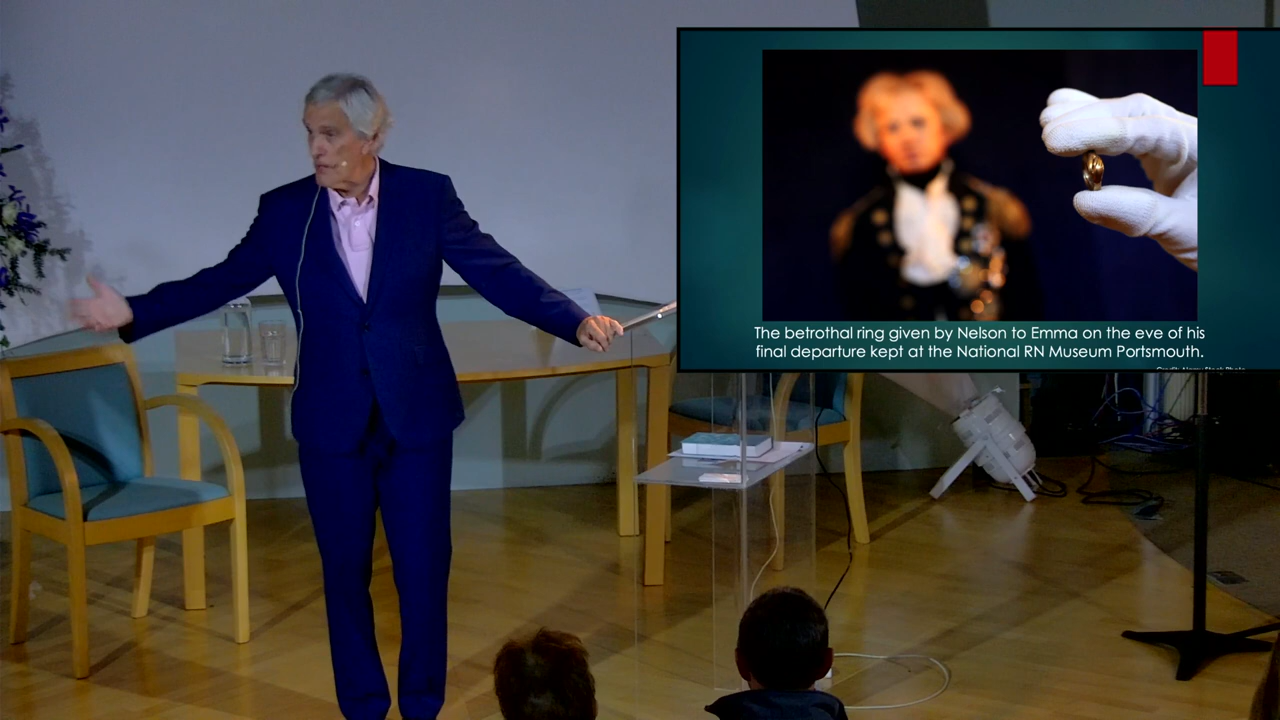 The betrothal ring given by Nelson to Emma on the eve of his
final departure kept at the National RN Museum Portsmouth.